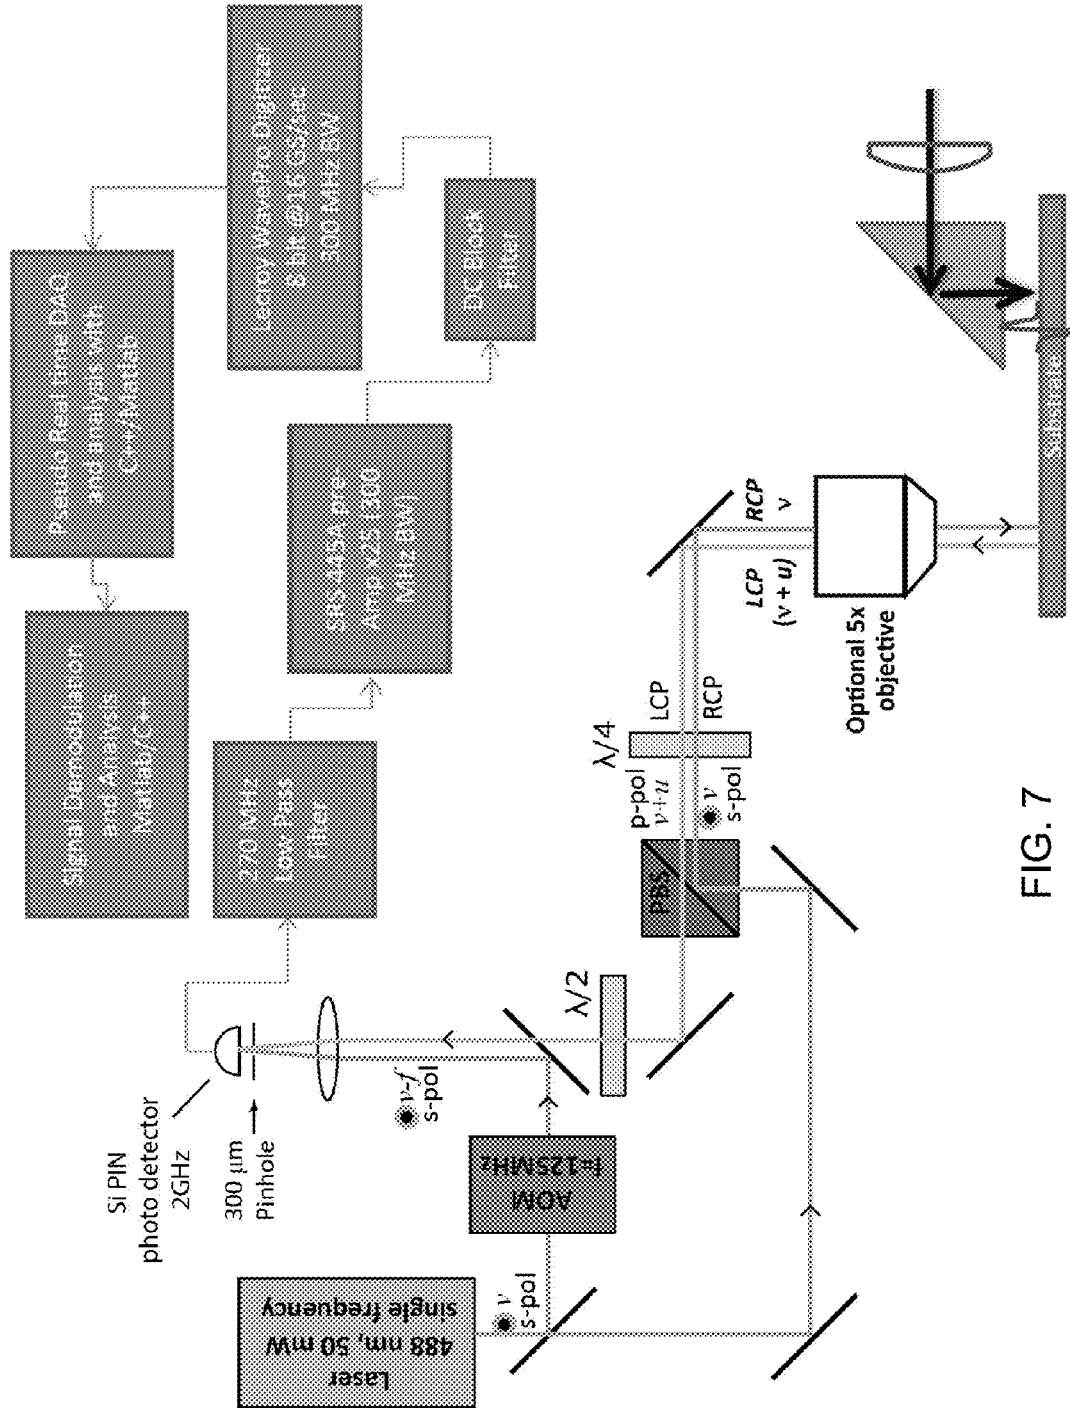 Signal Demodulation
and Analysis
Matlab/C++
Pseudo Real time DAQ
and analysis with
C++/Matlab
Lecroy WavePro Digitizer
8-bit @16 GS/sec
300 MHz BW
270 MHz
Low Pass
Filter
SRS 445A pre-
Amp x25 (300
MHz BW)
DC Block
Filter
Si PIN
photo detector
2GHz
300 µm
Pinhole
Laser
488 nm, 50 mW
single frequency
ν
s-pol
AOM
f=125MHz
ν-f
s-pol
λ/2
PBS
p-pol
ν+u
ν
s-pol
λ/4
LCP
RCP
LCP
(ν + u)
RCP
ν
Optional 5x
objective
Substrate
FIG. 7